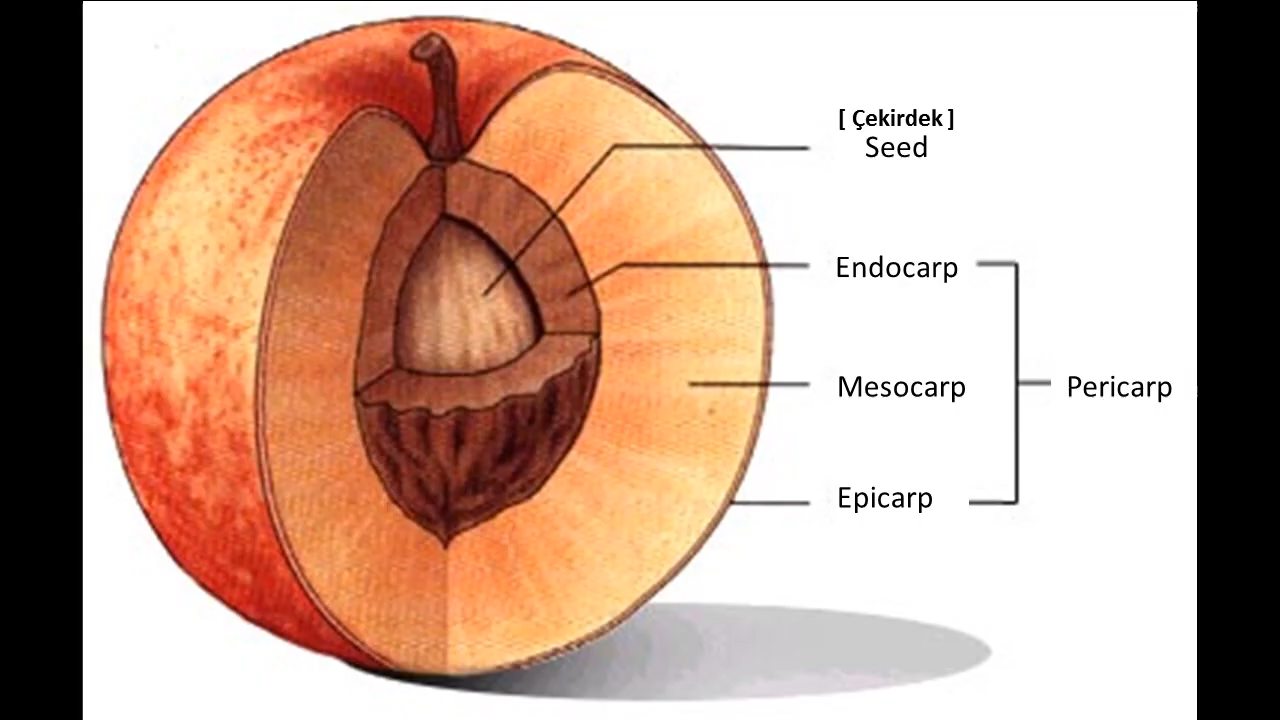 [ Çekirdek ]
Seed
Endocarp
Mesocarp
Pericarp
Epicarp